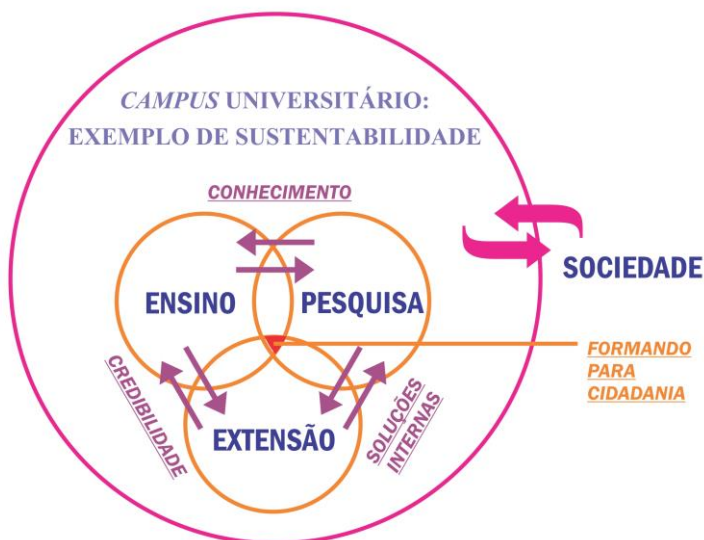 CAMPUS UNIVERSITÁRIO:
EXEMPLO DE SUSTENTABILIDADE
CONHECIMENTO
ENSINO
PESQUISA
SOCIEDADE
FORMANDO
PARA
CIDADANIA
CREDIBILIDADE
EXTENSÃO
SOLUÇÕES
INTERNAS